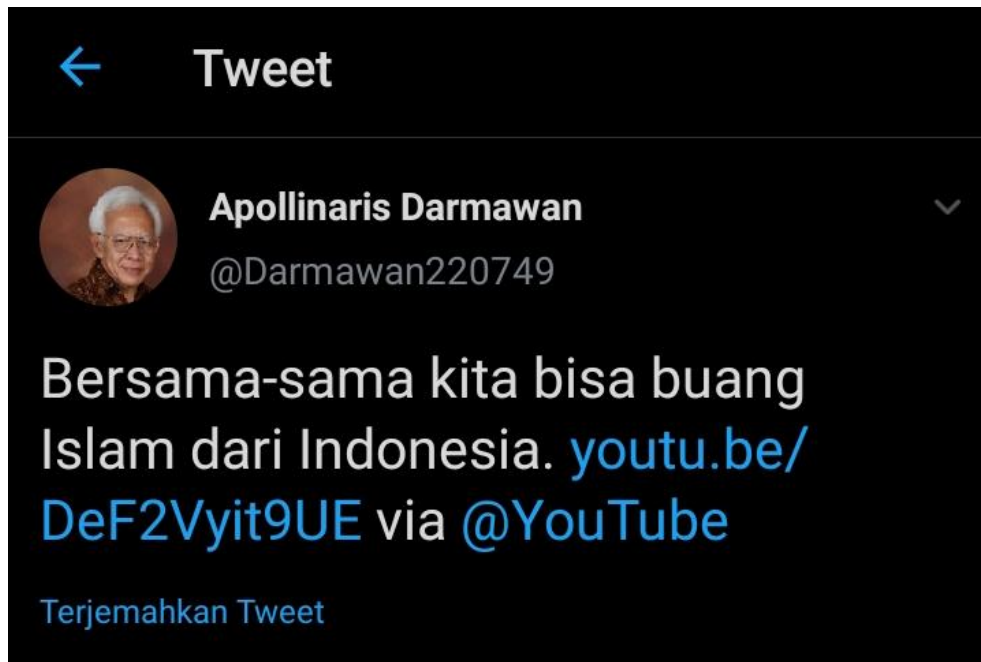 Tweet
Apollinaris Darmawan
@Darmawan220749
Bersama-sama kita bisa buang
Islam dari Indonesia. youtu.be/
DeF2Vyit9UE via @YouTube
Terjemahkan Tweet